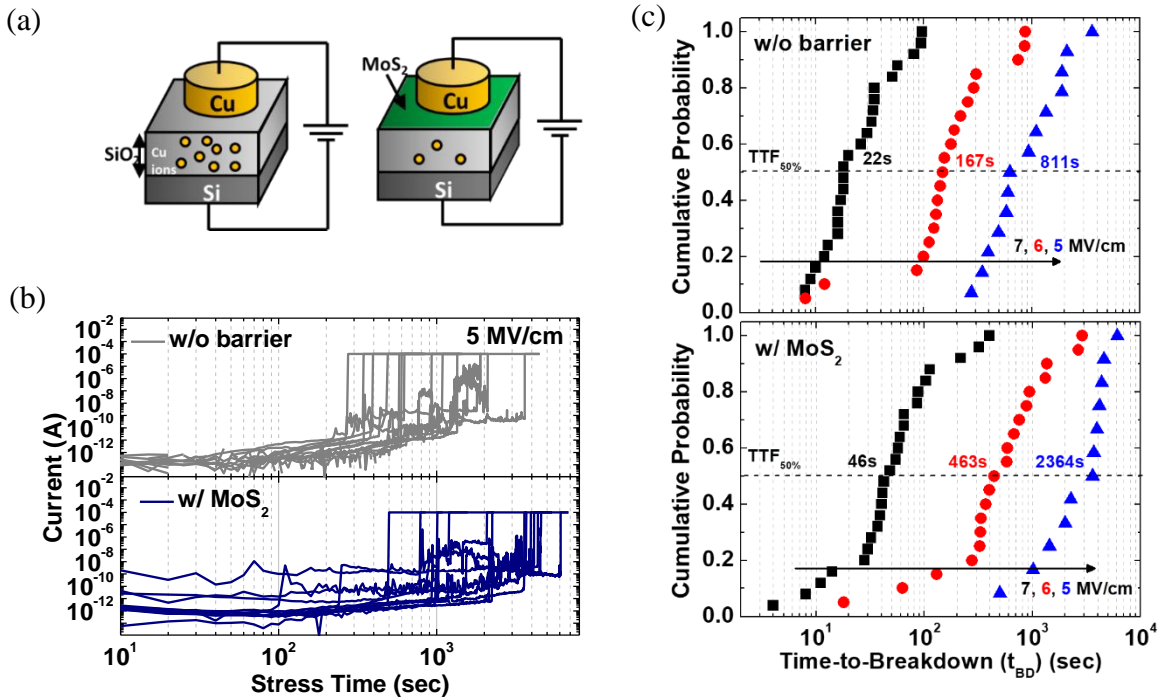 (a)
MoS2
Cu
Cu
SiO2
Cu
ions
Si
Si
(b)
10^-2
10^-4
10^-6
10^-8
10^-10
10^-12
w/o barrier
5 MV/cm
10^-2
10^-4
10^-6
10^-8
10^-10
10^-12
w/ MoS2
Current (A)
10^1
10^2
10^3
Stress Time (sec)
(c)
1.0
0.8
0.6
0.4
0.2
0.0
w/o barrier
TTF50%
22s
167s
811s
7, 6, 5 MV/cm
Cumulative Probability
1.0
0.8
0.6
0.4
0.2
0.0
w/ MoS2
TTF50%
46s
463s
2364s
7, 6, 5 MV/cm
Cumulative Probability
10^1
10^2
10^3
10^4
Time-to-Breakdown (tBD) (sec)